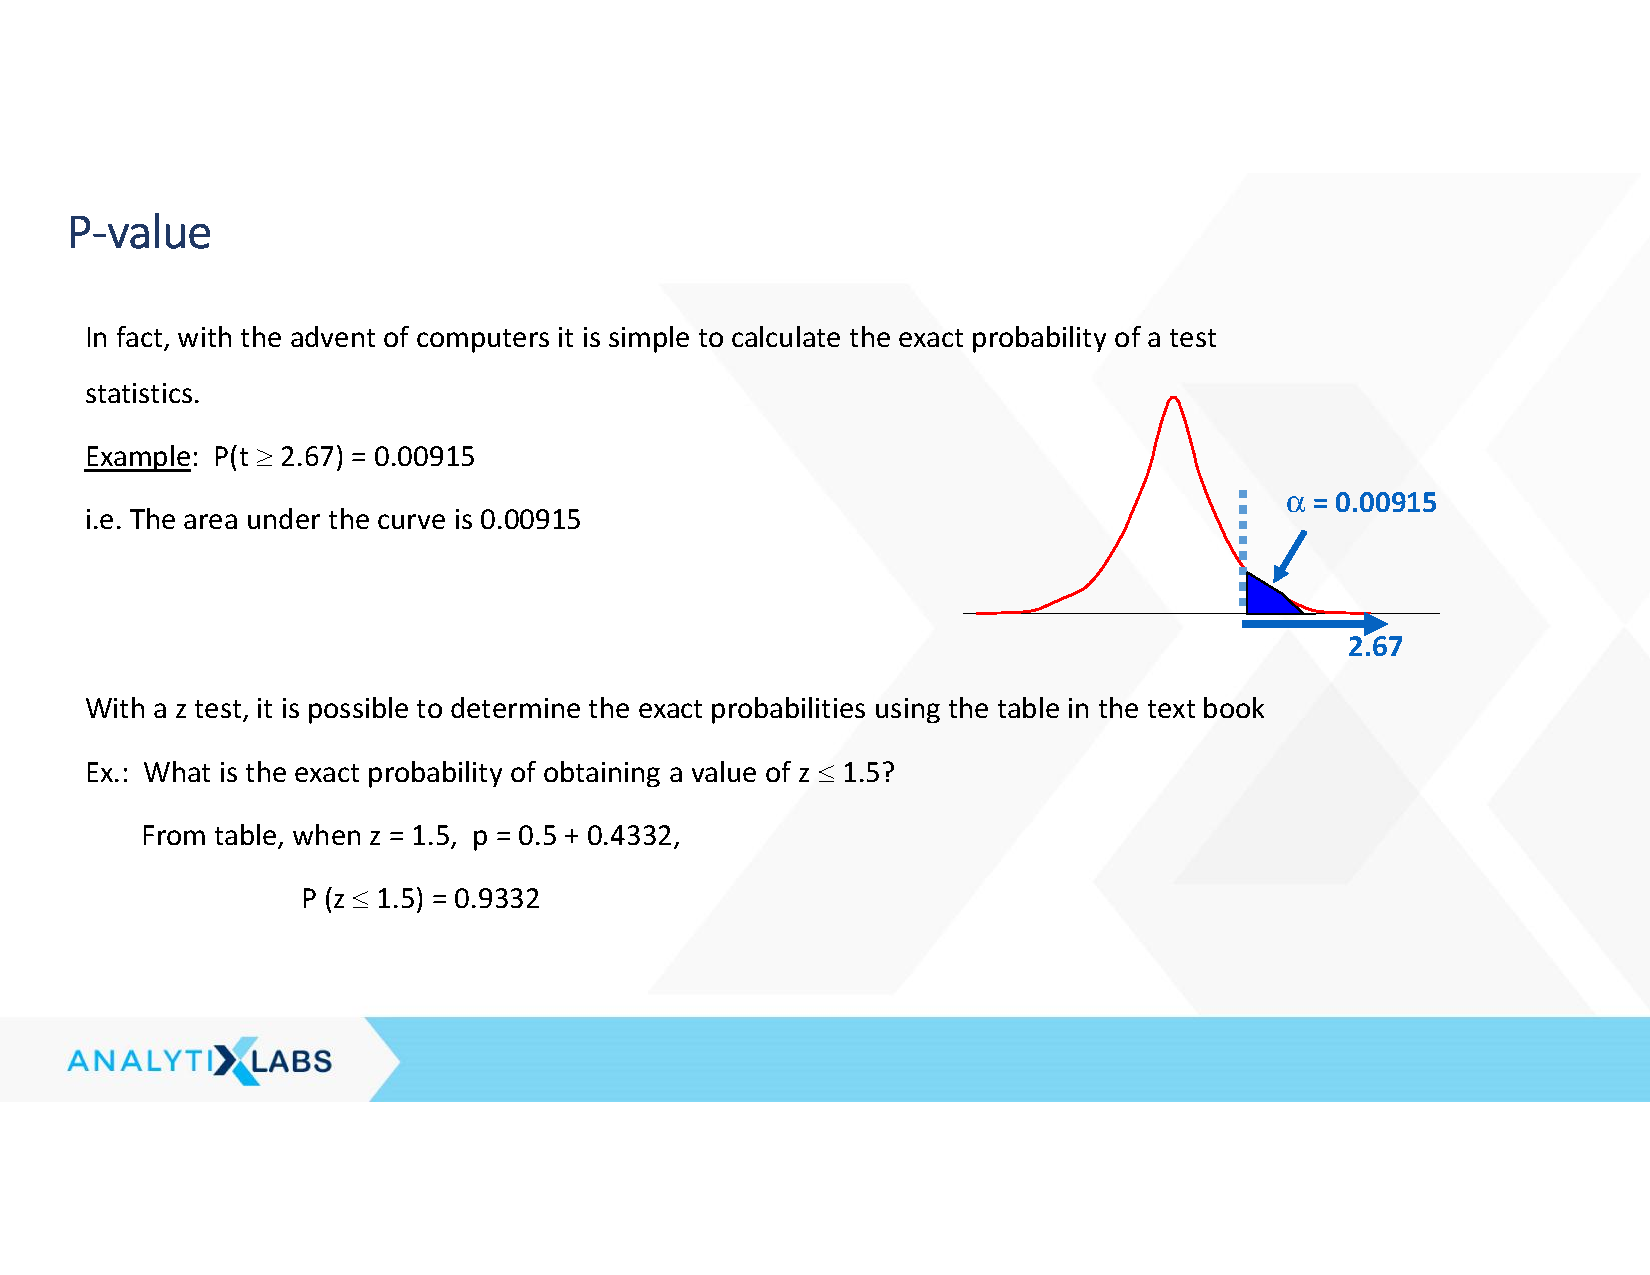 P-value
In fact, with the advent of computers it is simple to calculate the exact probability of a test
statistics.
Example: P(t ≥ 2.67) = 0.00915
i.e. The area under the curve is 0.00915
α = 0.00915
2.67
With a z test, it is possible to determine the exact probabilities using the table in the text book
Ex.: What is the exact probability of obtaining a value of z ≤ 1.5?
From table, when z = 1.5, p = 0.5 + 0.4332,
P (z ≤ 1.5) = 0.9332
ANALYTIXLABS